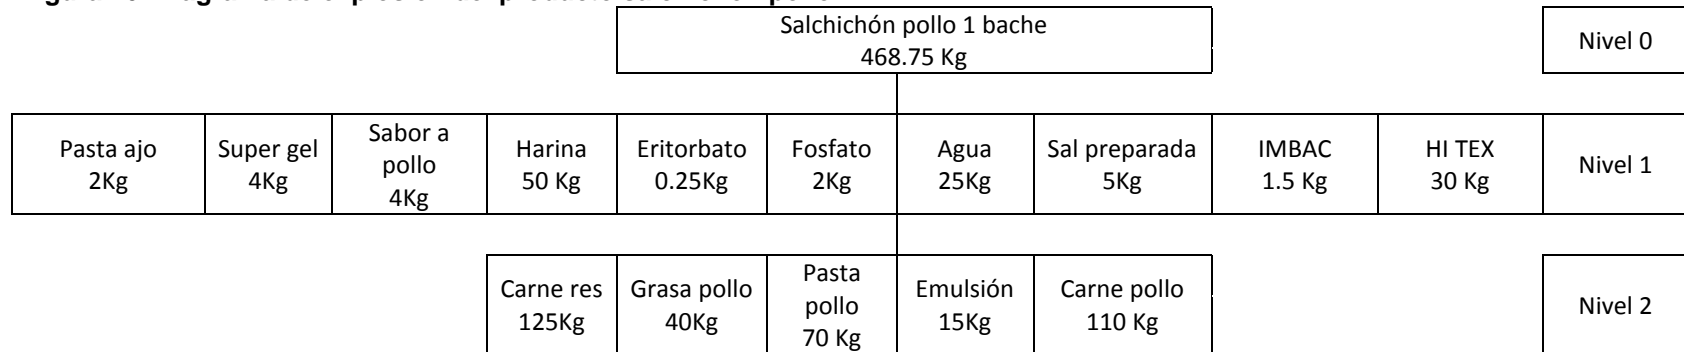 Salchichón pollo 1 bache
468.75 Kg
Nivel 0
Pasta ajo
2Kg
Super gel
4Kg
Sabor a
pollo
4Kg
Harina
50 Kg
Eritorbato
0.25Kg
Fosfato
2Kg
Agua
25Kg
Sal preparada
5Kg
IMBAC
1.5 Kg
HI TEX
30 Kg
Nivel 1
Carne res
125Kg
Grasa pollo
40Kg
Pasta
pollo
70 Kg
Emulsión
15Kg
Carne pollo
110 Kg
Nivel 2